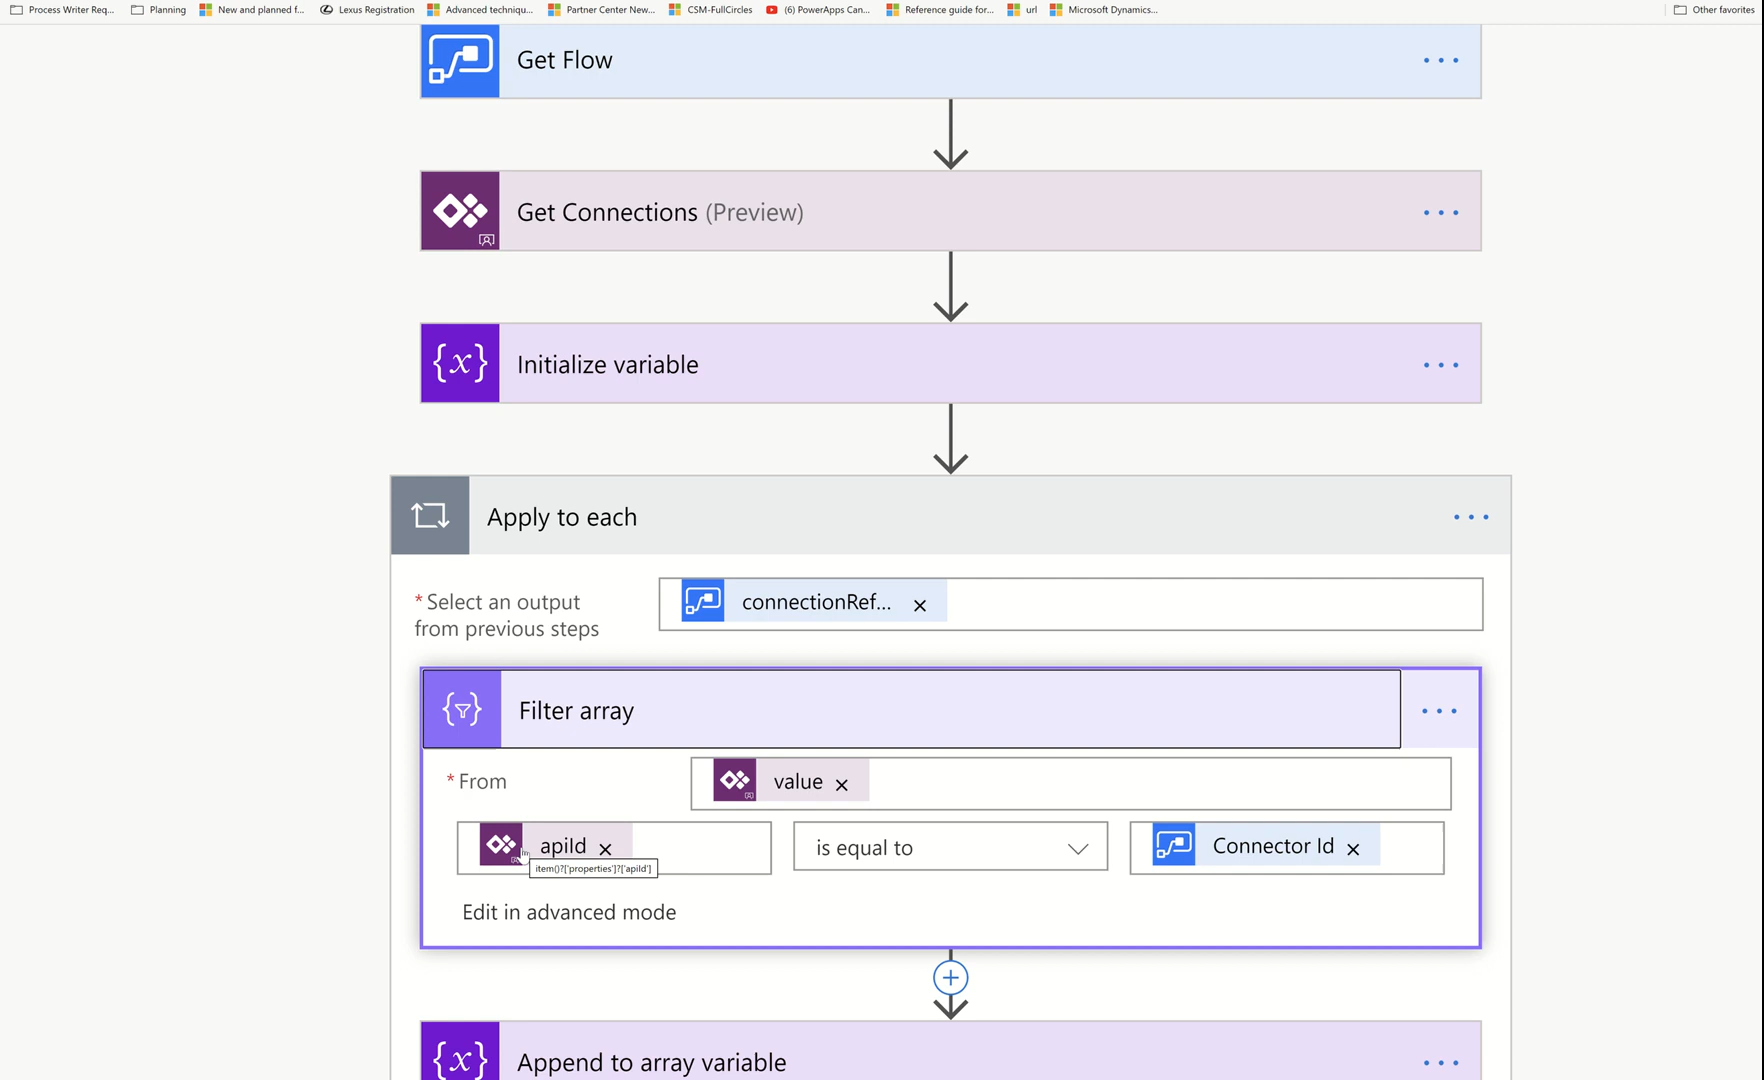 Process Writer Req... Planning New and planned f... Lexus Registration Advanced techniqu... Partner Center New... CSM-FullCircles (6) PowerApps Can... Reference guide for... url Microsoft Dynamics... Other favorites
Get Flow
Get Connections (Preview)
{x} Initialize variable
Apply to each
*Select an output
from previous steps
connectionRef... ×
Filter array
* From value ×
apiId × is equal to Connector Id ×
item()?['properties']?['apiId']
Edit in advanced mode
{x} Append to array variable